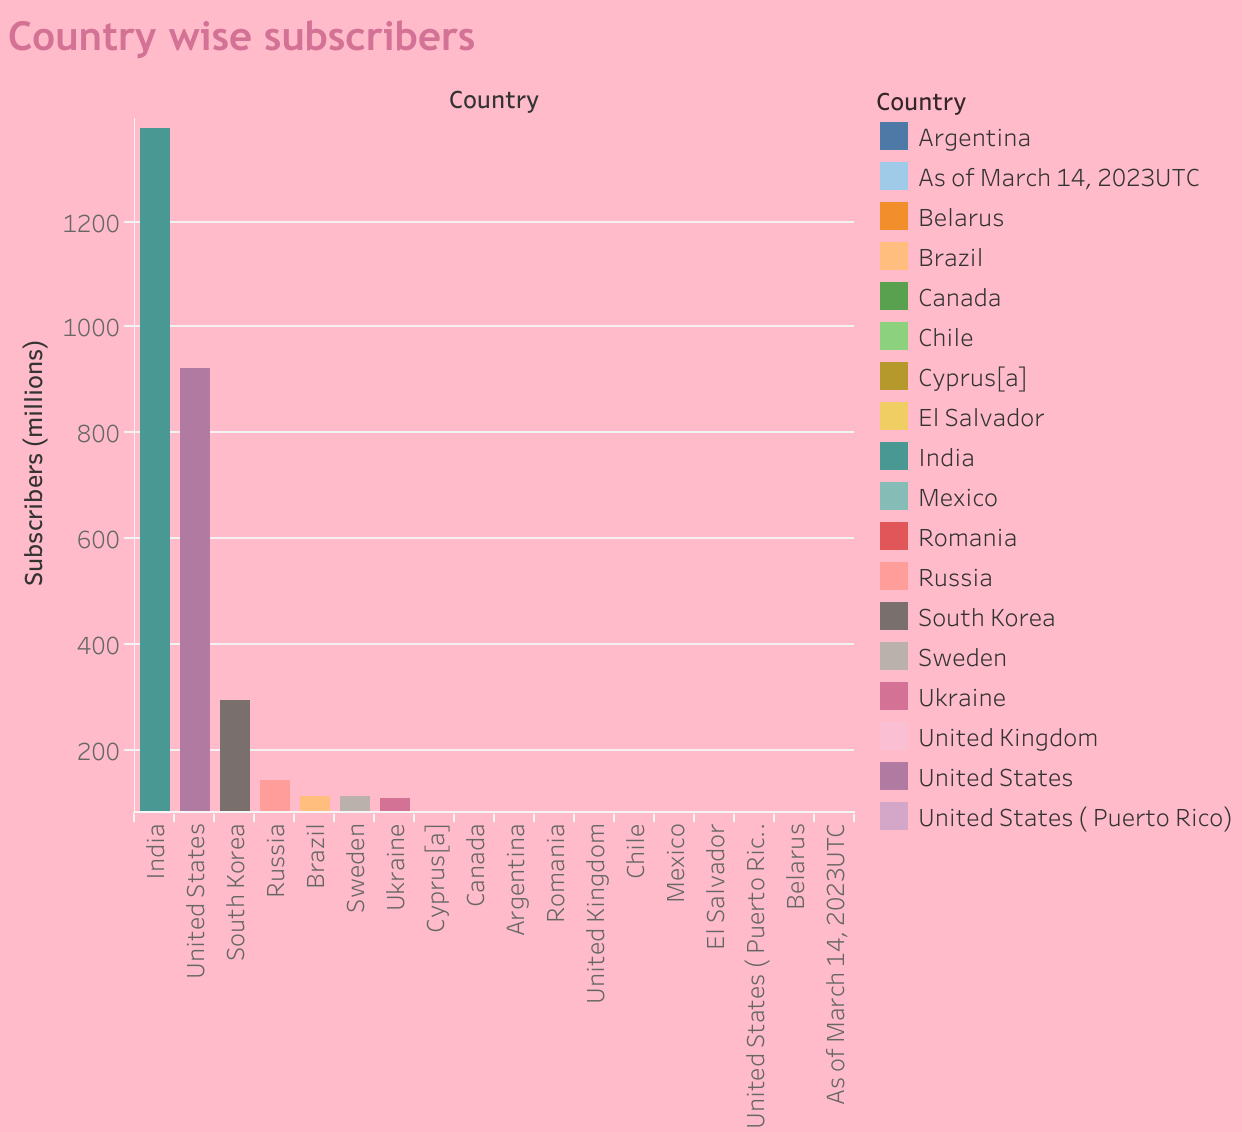 Country wise subscribers
Country
Subscribers (millions)
1200
1000
800
600
400
200
India
United States
South Korea
Russia
Brazil
Sweden
Ukraine
Cyprus[a]
Canada
Argentina
Romania
United Kingdom
Chile
Mexico
El Salvador
United States ( Puerto Ric..
Belarus
As of March 14, 2023UTC
Country
Argentina
As of March 14, 2023UTC
Belarus
Brazil
Canada
Chile
Cyprus[a]
El Salvador
India
Mexico
Romania
Russia
South Korea
Sweden
Ukraine
United Kingdom
United States
United States ( Puerto Rico)